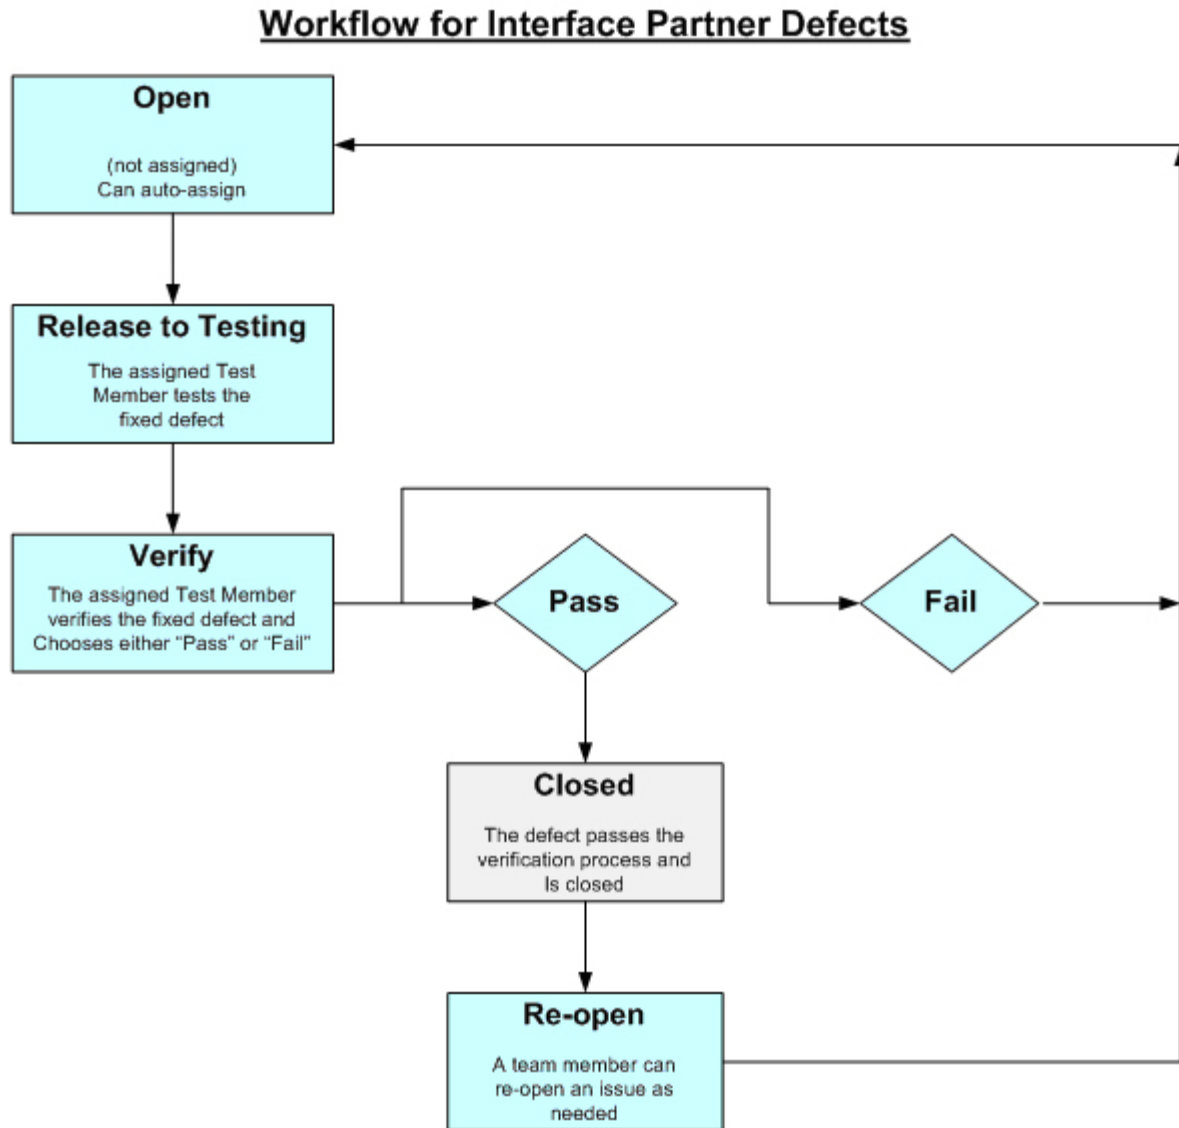 Workflow for Interface Partner Defects
Open
(not assigned)
Can auto-assign
Release to Testing
The assigned Test
Member tests the
fixed defect
Verify
The assigned Test Member
verifies the fixed defect and
Chooses either “Pass” or “Fail”
Pass
Fail
Closed
The defect passes the
verification process and
Is closed
Re-open
A team member can
re-open an issue as
needed